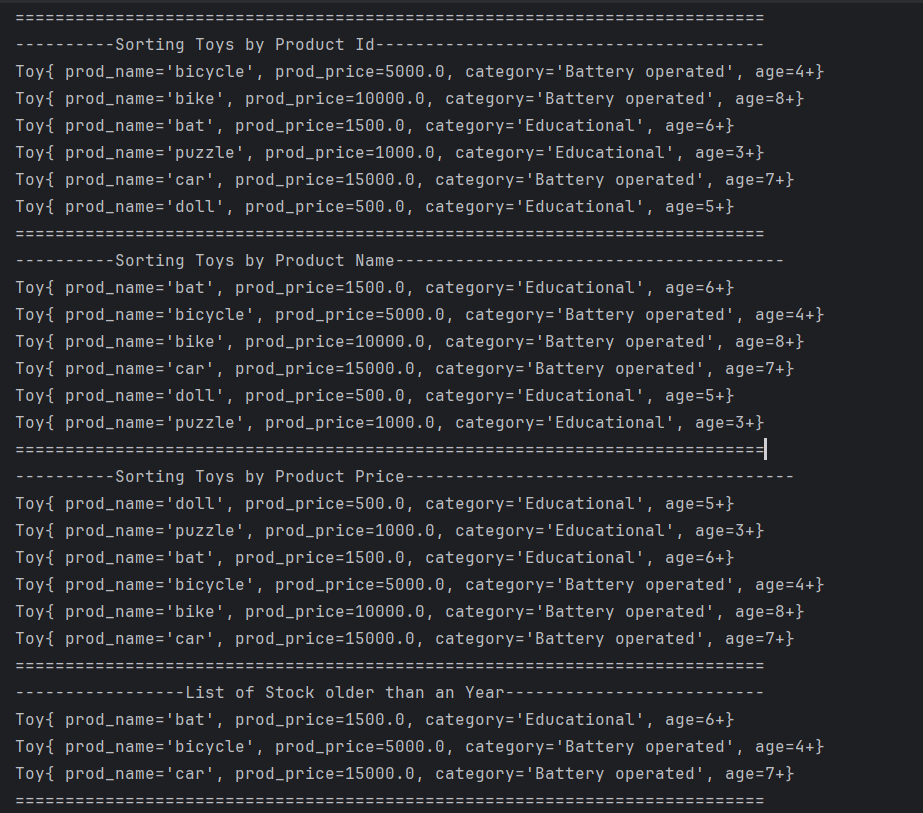 ===========================================================================
----------Sorting Toys by Product Id---------------------------------------
Toy{ prod_name='bicycle', prod_price=5000.0, category='Battery operated', age=4+}
Toy{ prod_name='bike', prod_price=10000.0, category='Battery operated', age=8+}
Toy{ prod_name='bat', prod_price=1500.0, category='Educational', age=6+}
Toy{ prod_name='puzzle', prod_price=1000.0, category='Educational', age=3+}
Toy{ prod_name='car', prod_price=15000.0, category='Battery operated', age=7+}
Toy{ prod_name='doll', prod_price=500.0, category='Educational', age=5+}
===========================================================================
----------Sorting Toys by Product Name---------------------------------------
Toy{ prod_name='bat', prod_price=1500.0, category='Educational', age=6+}
Toy{ prod_name='bicycle', prod_price=5000.0, category='Battery operated', age=4+}
Toy{ prod_name='bike', prod_price=10000.0, category='Battery operated', age=8+}
Toy{ prod_name='car', prod_price=15000.0, category='Battery operated', age=7+}
Toy{ prod_name='doll', prod_price=500.0, category='Educational', age=5+}
Toy{ prod_name='puzzle', prod_price=1000.0, category='Educational', age=3+}
===========================================================================
----------Sorting Toys by Product Price---------------------------------------
Toy{ prod_name='doll', prod_price=500.0, category='Educational', age=5+}
Toy{ prod_name='puzzle', prod_price=1000.0, category='Educational', age=3+}
Toy{ prod_name='bat', prod_price=1500.0, category='Educational', age=6+}
Toy{ prod_name='bicycle', prod_price=5000.0, category='Battery operated', age=4+}
Toy{ prod_name='bike', prod_price=10000.0, category='Battery operated', age=8+}
Toy{ prod_name='car', prod_price=15000.0, category='Battery operated', age=7+}
===========================================================================
-----------------List of Stock older than an Year--------------------------
Toy{ prod_name='bat', prod_price=1500.0, category='Educational', age=6+}
Toy{ prod_name='bicycle', prod_price=5000.0, category='Battery operated', age=4+}
Toy{ prod_name='car', prod_price=15000.0, category='Battery operated', age=7+}
===========================================================================